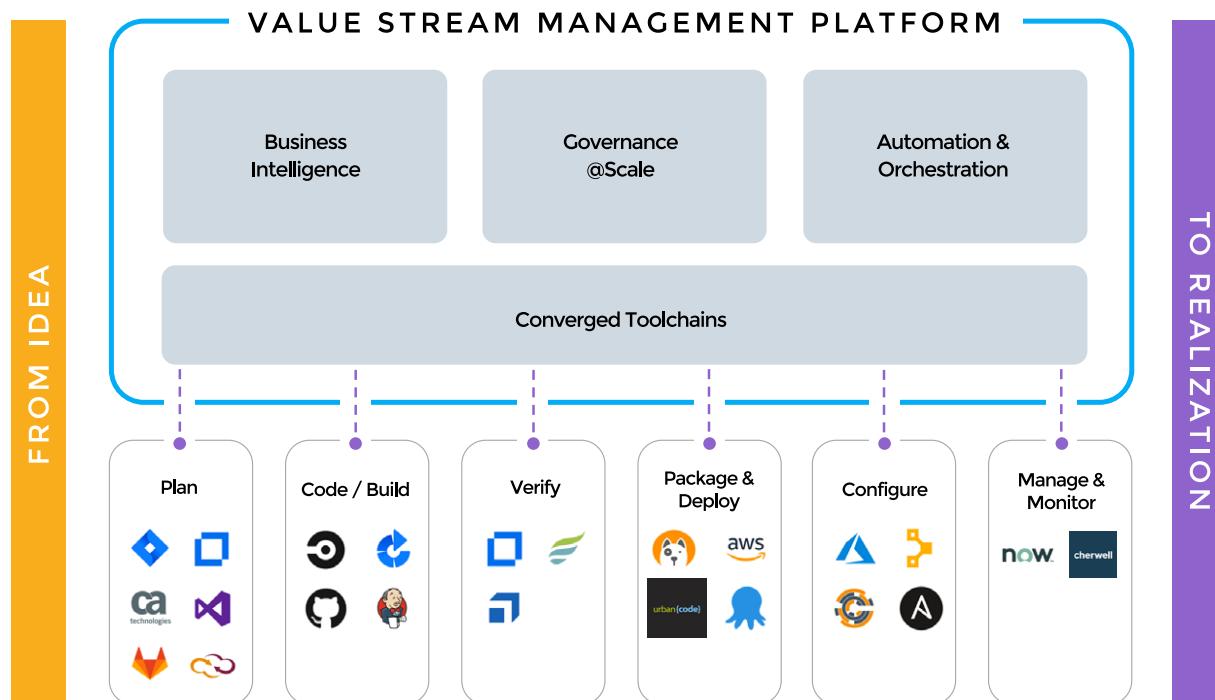 VALUE STREAM MANAGEMENT PLATFORM
FROM IDEA
TO REALIZATION
Business
Intelligence
Governance
@Scale
Automation &
Orchestration
Converged Toolchains
Plan
ca
technologies
Code / Build
Verify
Package &
Deploy
aws
urban{code}
Configure
Manage &
Monitor
now
cherwell